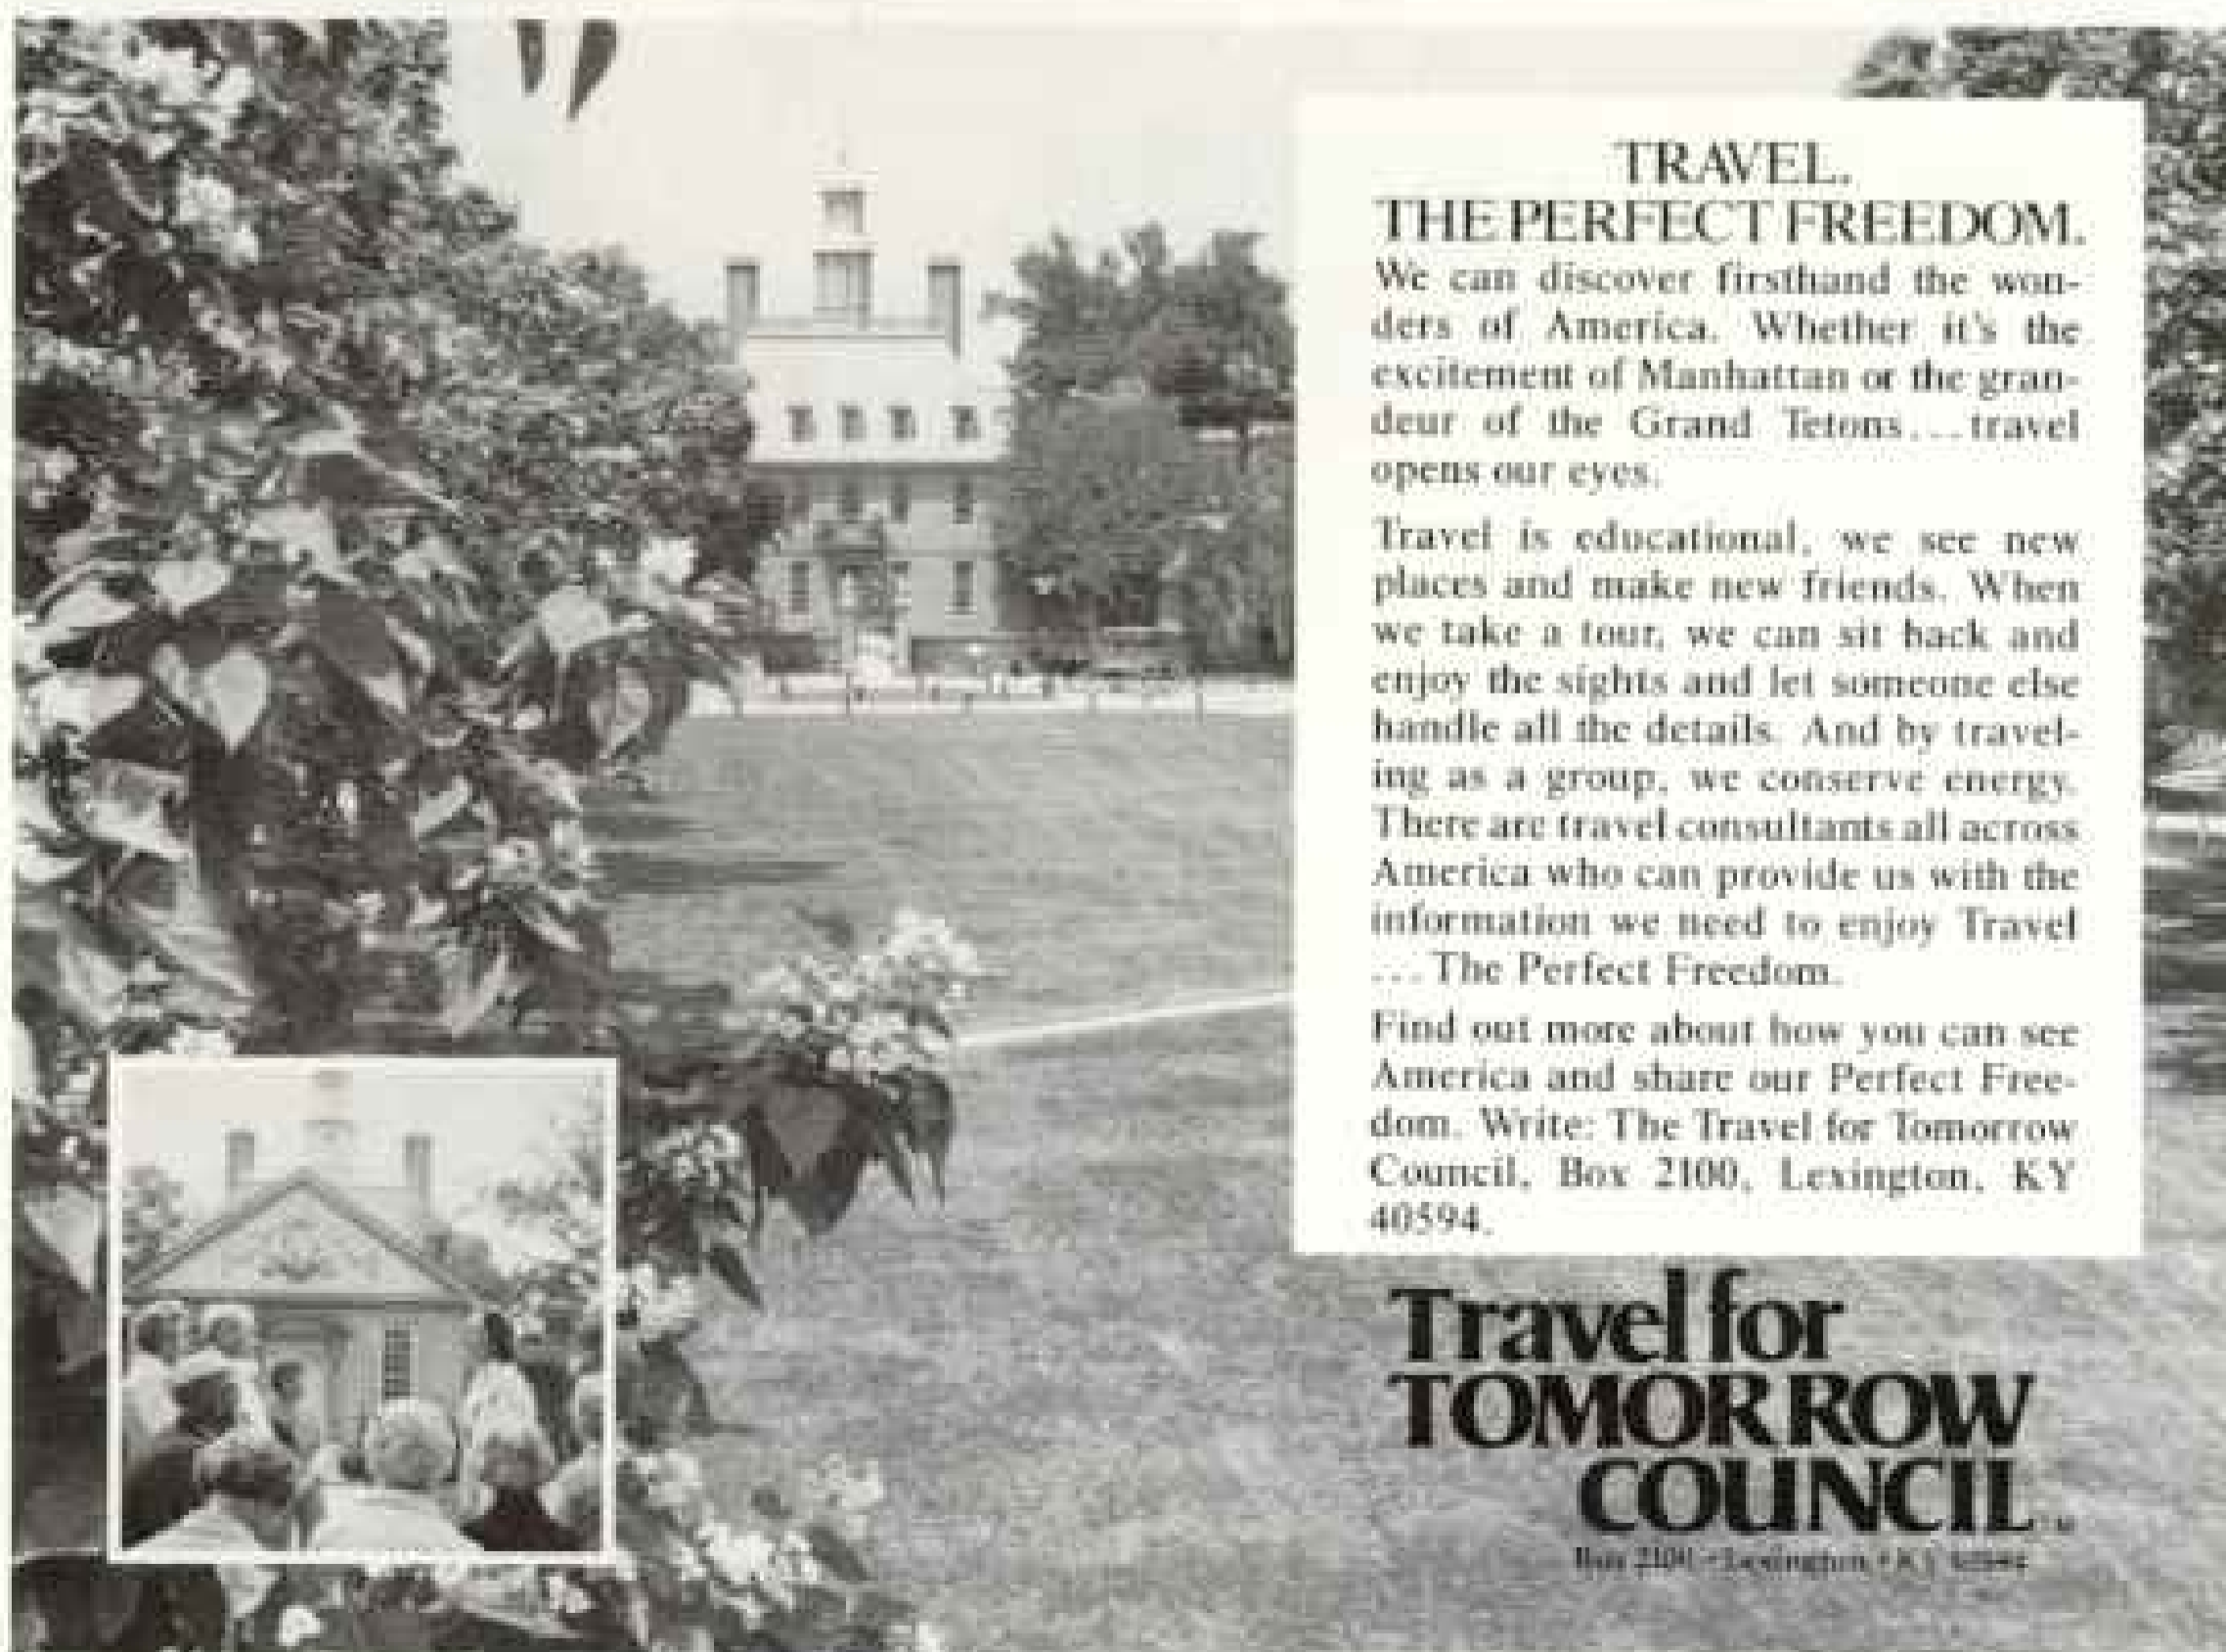 TRAVEL.
THE PERFECT FREEDOM.
We can discover firsthand the won-
ders of America. Whether it's the
excitement of Manhattan or the gran-
deur of the Grand Tetons...travel
opens our eyes.
Travel is educational, we see new
places and make new friends. When
we take a tour, we can sit back and
enjoy the sights and let someone else
handle all the details. And by travel-
ing as a group, we conserve energy.
There are travel consultants all across
America who can provide us with the
information we need to enjoy Travel
... The Perfect Freedom.
Find out more about how you can see
America and share our Perfect Free-
dom. Write: The Travel for Tomorrow
Council, Box 2100, Lexington, KY
40594.
Travel for
TOMORROW
COUNCIL
Box 2100 • Lexington • KY 40594